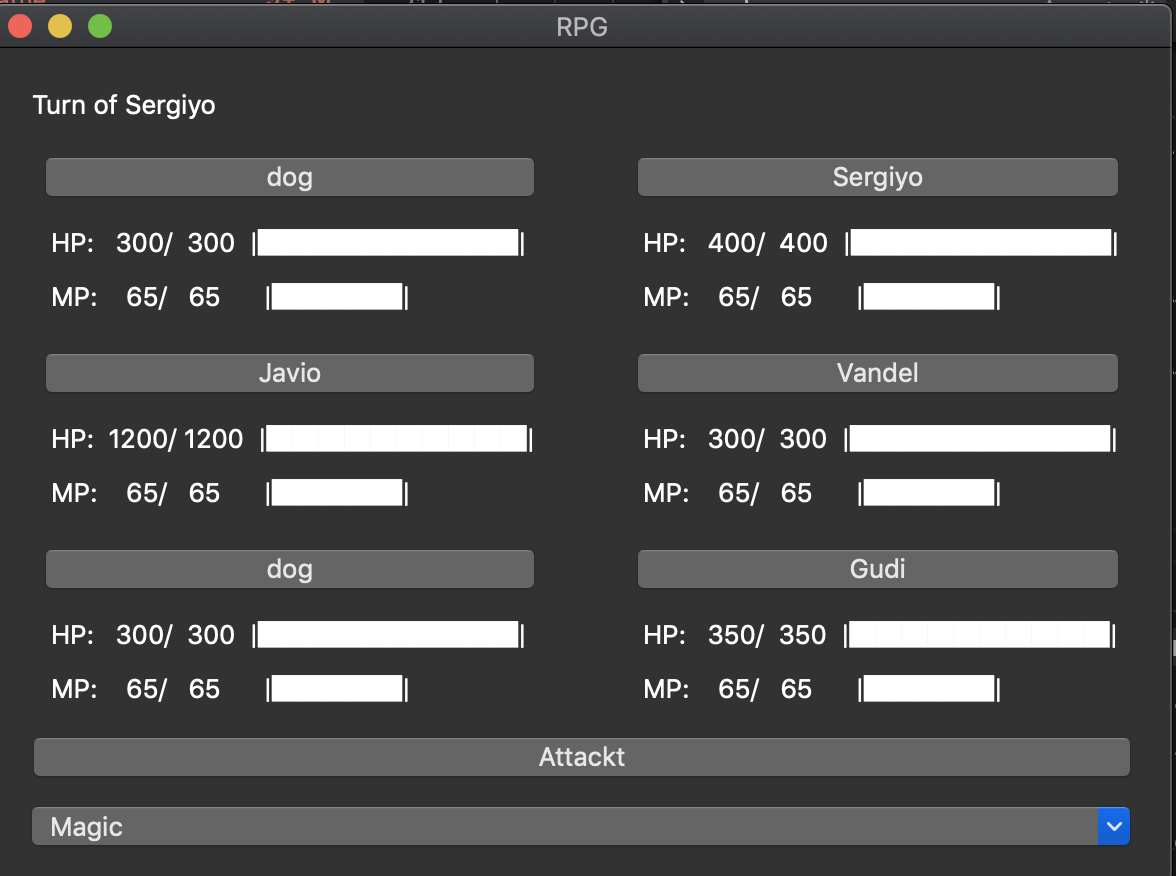 RPG
Turn of Sergiyo
dog
HP: 300/ 300
MP: 65/ 65
Sergiyo
HP: 400/ 400
MP: 65/ 65
Javio
HP: 1200/ 1200
MP: 65/ 65
Vandel
HP: 300/ 300
MP: 65/ 65
dog
HP: 300/ 300
MP: 65/ 65
Gudi
HP: 350/ 350
MP: 65/ 65
Attackt
Magic